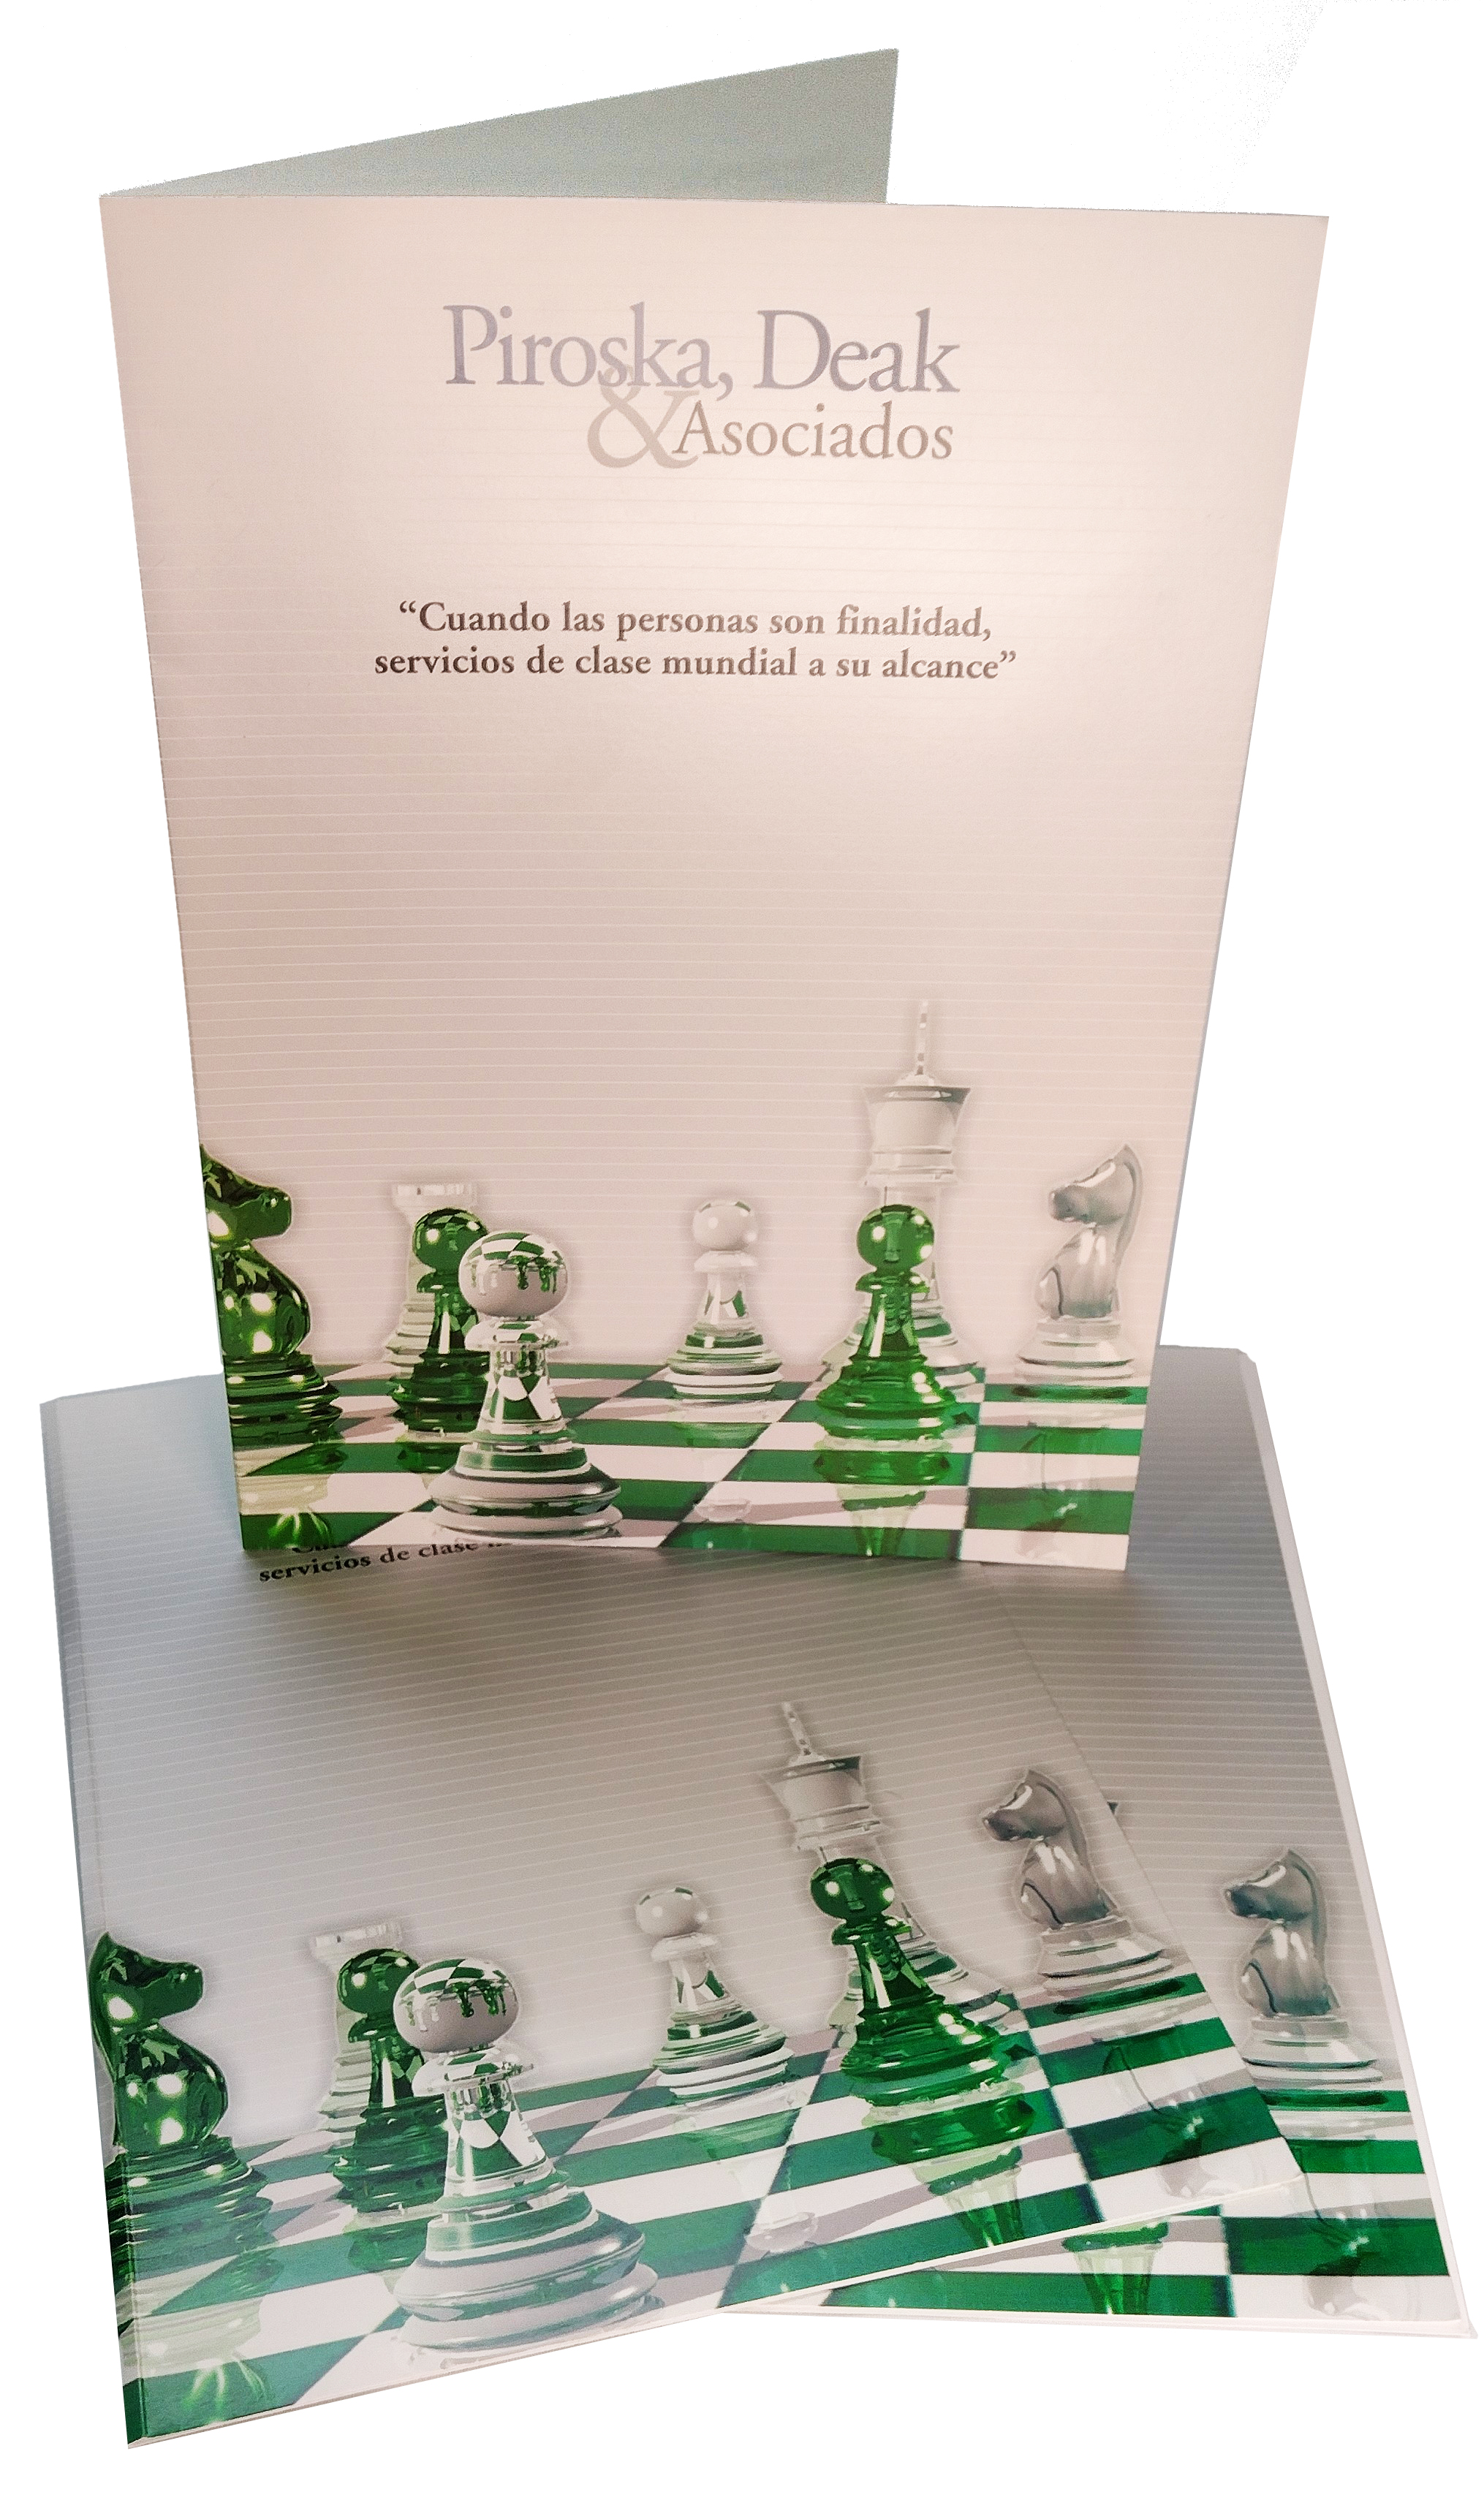 Piroska, Deak
& Asociados
“Cuando las personas son finalidad,
servicios de clase mundial a su alcance”
servicios de clase